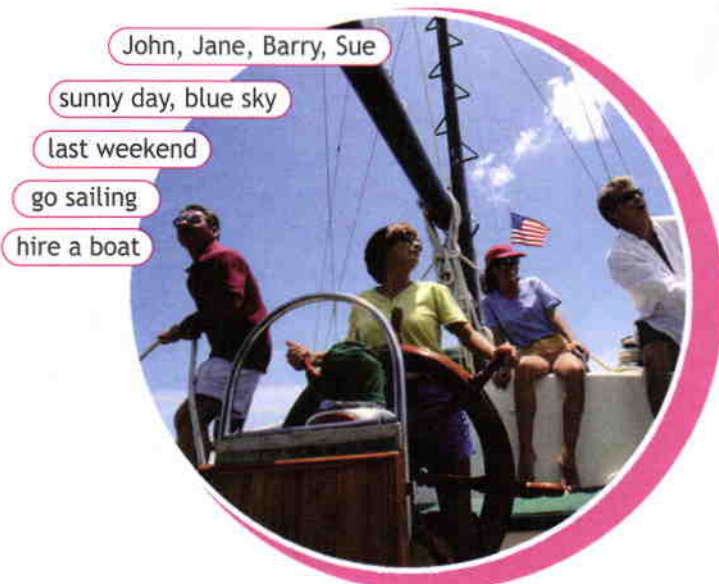 John, Jane, Barry, Sue
sunny day, blue sky
last weekend
go sailing
hire a boat